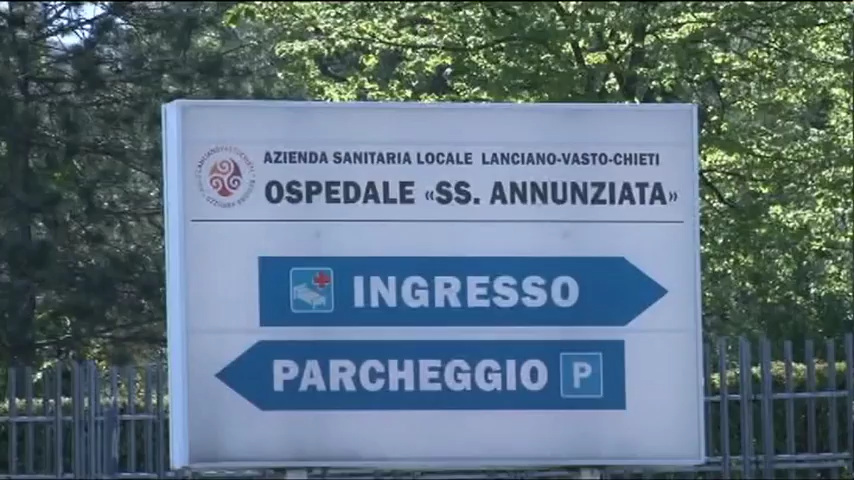 AZIENDA SANITARIA LOCALE LANCIANO-VASTO-CHIETI
OSPEDALE «SS. ANNUNZIATA»
INGRESSO
PARCHEGGIO P